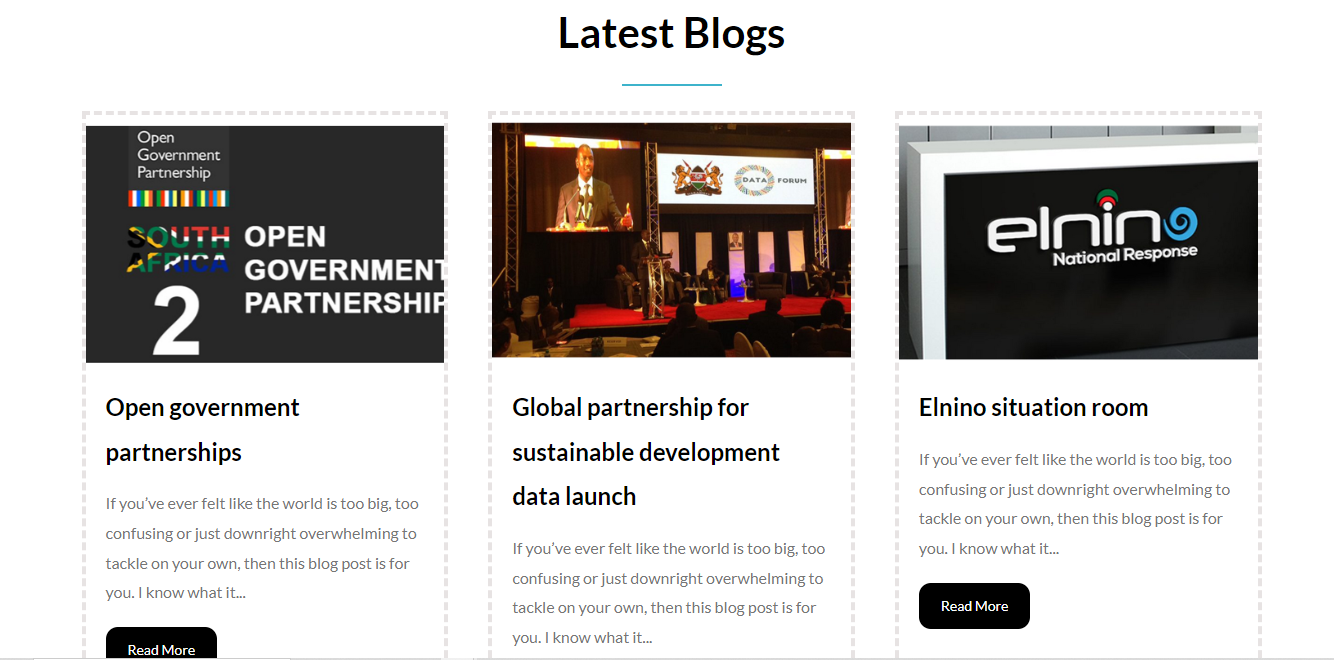 Latest Blogs
Open
Government
Partnership
SOUTH
AFRICA
2
OPEN
GOVERNMENT
PARTNERSHIP
Open government
partnerships
If you’ve ever felt like the world is too big, too
confusing or just downright overwhelming to
tackle on your own, then this blog post is for
you. I know what it...
Read More
DATA FORUM
Global partnership for
sustainable development
data launch
If you’ve ever felt like the world is too big, too
confusing or just downright overwhelming to
tackle on your own, then this blog post is for
you. I know what it...
elnino
National Response
Elnino situation room
If you’ve ever felt like the world is too big, too
confusing or just downright overwhelming to
tackle on your own, then this blog post is for
you. I know what it...
Read More